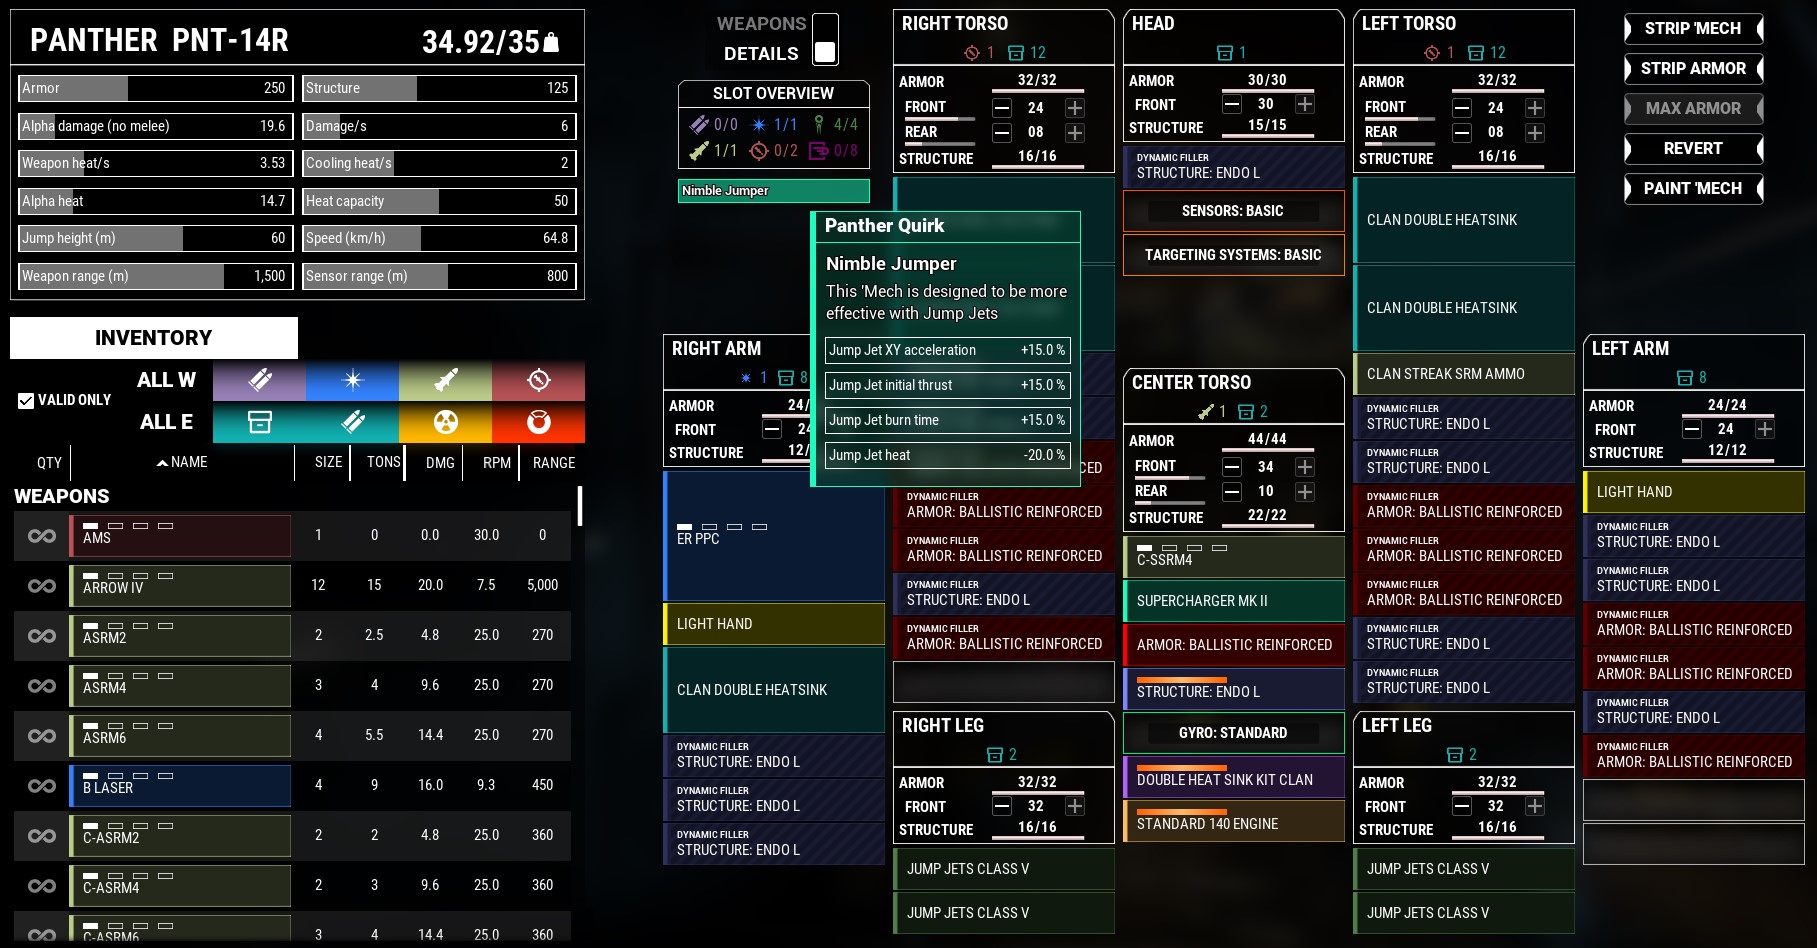 PANTHER PNT-14R
34.92/35
Armor 250
Structure 125
Alpha damage (no melee) 19.6
Damage/s 6
Weapon heat/s 3.53
Cooling heat/s 2
Alpha heat 14.7
Heat capacity 50
Jump height (m) 60
Speed (km/h) 64.8
Weapon range (m) 1,500
Sensor range (m) 800
INVENTORY
VALID ONLY
ALL W
ALL E
QTY NAME SIZE TONS DMG RPM RANGE
WEAPONS
AMS 1 0 0.0 30.0 0
ARROW IV 12 15 20.0 7.5 5,000
ASRM2 2 2.5 4.8 25.0 270
ASRM4 3 4 9.6 25.0 270
ASRM6 4 5.5 14.4 25.0 270
B LASER 4 9 16.0 9.3 450
C-ASRM2 2 2 4.8 25.0 360
C-ASRM4 2 3 9.6 25.0 360
C-ASRM6 3 4 14.4 25.0 360
WEAPONS
DETAILS
SLOT OVERVIEW
0/0 1/1 4/4
1/1 0/2 0/8
Nimble Jumper
Panther Quirk
Nimble Jumper
This 'Mech is designed to be more
effective with Jump Jets
Jump Jet XY acceleration +15.0 %
Jump Jet initial thrust +15.0 %
Jump Jet burn time +15.0 %
Jump Jet heat -20.0 %
RIGHT ARM
1 8
ARMOR 24/
FRONT 24
STRUCTURE 12/
ER PPC
LIGHT HAND
CLAN DOUBLE HEATSINK
DYNAMIC FILLER
STRUCTURE: ENDO L
DYNAMIC FILLER
STRUCTURE: ENDO L
DYNAMIC FILLER
STRUCTURE: ENDO L
RIGHT TORSO
1 12
ARMOR 32/32
FRONT 24
REAR 08
STRUCTURE 16/16
CED
DYNAMIC FILLER
ARMOR: BALLISTIC REINFORCED
DYNAMIC FILLER
ARMOR: BALLISTIC REINFORCED
DYNAMIC FILLER
STRUCTURE: ENDO L
DYNAMIC FILLER
ARMOR: BALLISTIC REINFORCED
RIGHT LEG
2
ARMOR 32/32
FRONT 32
STRUCTURE 16/16
JUMP JETS CLASS V
JUMP JETS CLASS V
HEAD
1
ARMOR 30/30
FRONT 30
STRUCTURE 15/15
DYNAMIC FILLER
STRUCTURE: ENDO L
SENSORS: BASIC
TARGETING SYSTEMS: BASIC
CENTER TORSO
1 2
ARMOR 44/44
FRONT 34
REAR 10
STRUCTURE 22/22
C-SSRM4
SUPERCHARGER MK II
ARMOR: BALLISTIC REINFORCED
STRUCTURE: ENDO L
GYRO: STANDARD
DOUBLE HEAT SINK KIT CLAN
STANDARD 140 ENGINE
LEFT TORSO
1 12
ARMOR 32/32
FRONT 24
REAR 08
STRUCTURE 16/16
CLAN DOUBLE HEATSINK
CLAN DOUBLE HEATSINK
CLAN STREAK SRM AMMO
DYNAMIC FILLER
STRUCTURE: ENDO L
DYNAMIC FILLER
STRUCTURE: ENDO L
DYNAMIC FILLER
ARMOR: BALLISTIC REINFORCED
DYNAMIC FILLER
ARMOR: BALLISTIC REINFORCED
DYNAMIC FILLER
ARMOR: BALLISTIC REINFORCED
DYNAMIC FILLER
STRUCTURE: ENDO L
DYNAMIC FILLER
STRUCTURE: ENDO L
LEFT LEG
2
ARMOR 32/32
FRONT 32
STRUCTURE 16/16
JUMP JETS CLASS V
JUMP JETS CLASS V
STRIP 'MECH
STRIP ARMOR
MAX ARMOR
REVERT
PAINT 'MECH
LEFT ARM
8
ARMOR 24/24
FRONT 24
STRUCTURE 12/12
LIGHT HAND
DYNAMIC FILLER
STRUCTURE: ENDO L
DYNAMIC FILLER
STRUCTURE: ENDO L
DYNAMIC FILLER
ARMOR: BALLISTIC REINFORCED
DYNAMIC FILLER
ARMOR: BALLISTIC REINFORCED
DYNAMIC FILLER
STRUCTURE: ENDO L
DYNAMIC FILLER
ARMOR: BALLISTIC REINFORCED